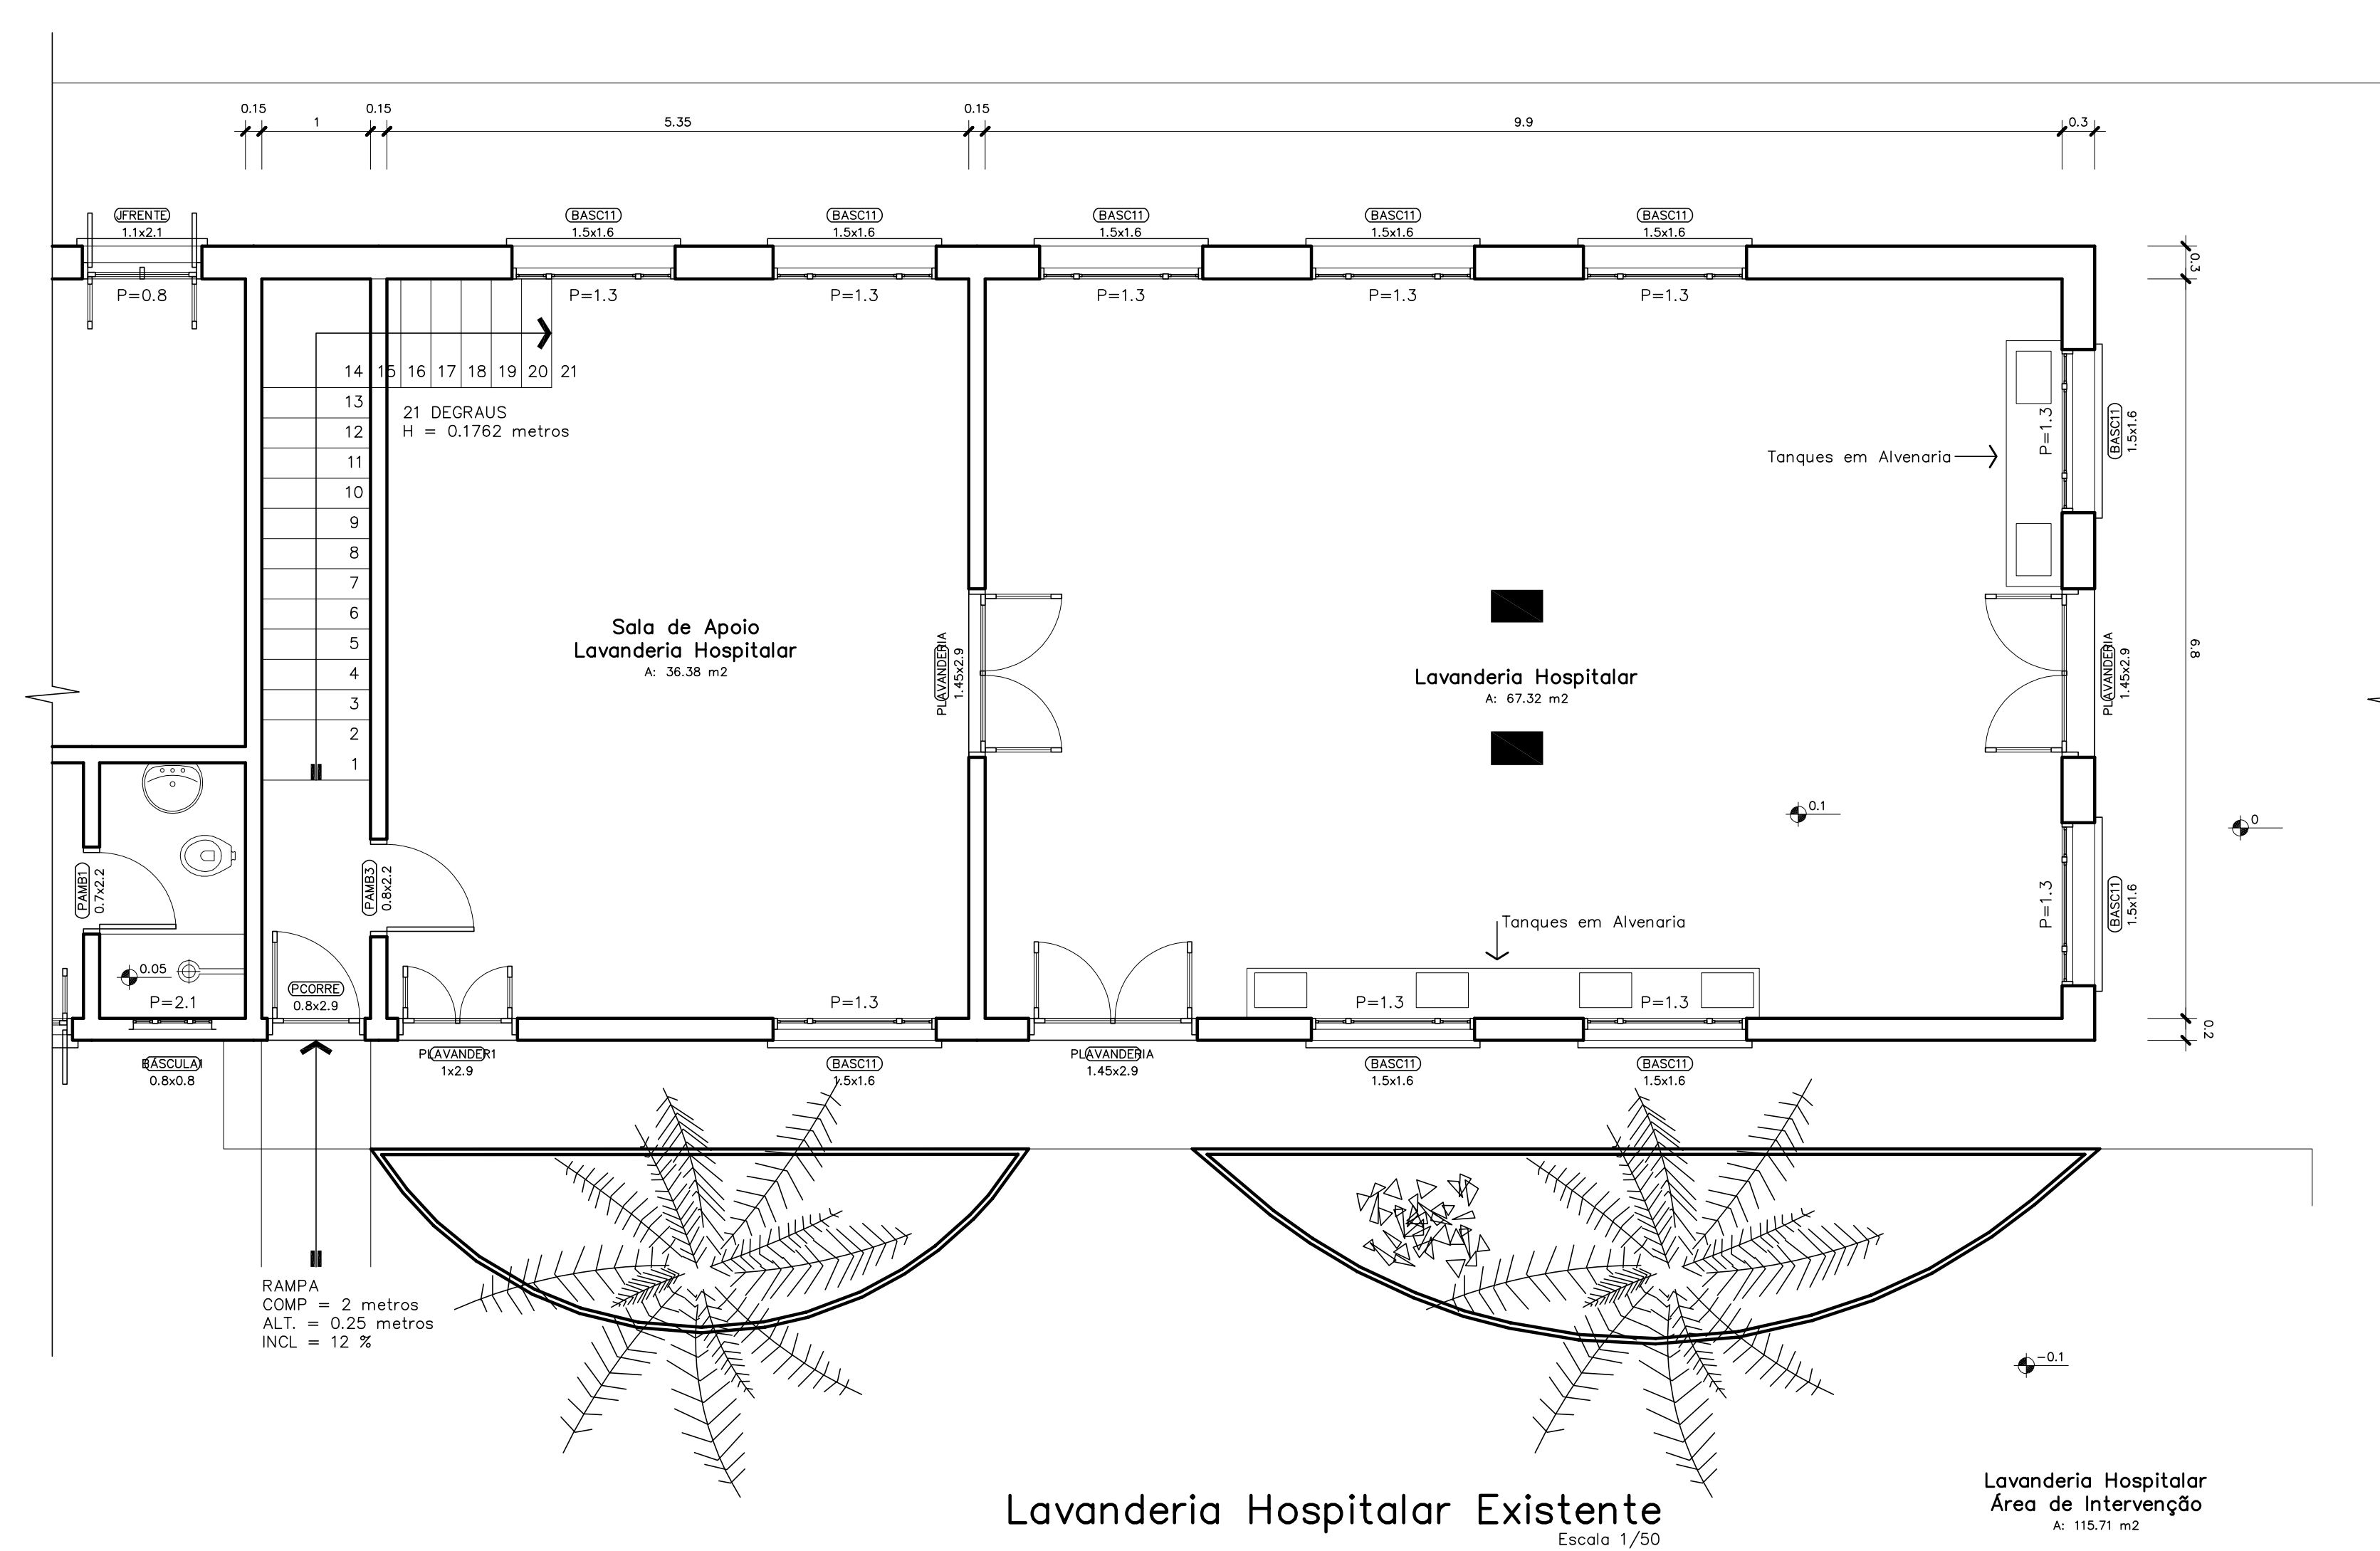 0.15
1
0.15
5.35
0.15
9.9
0.3
JFRENTE
1.1x2.1
BASC11
1.5x1.6
BASC11
1.5x1.6
BASC11
1.5x1.6
BASC11
1.5x1.6
BASC11
1.5x1.6
0.3
P=0.8
P=1.3
P=1.3
P=1.3
P=1.3
P=1.3
14 15 16 17 18 19 20 21
13
12
11
10
9
8
7
6
5
4
3
2
1
21 DEGRAUS
H = 0.1762 metros
Tanques em Alvenaria
P=1.3
BASC11
1.5x1.6
Sala de Apoio
Lavanderia Hospitalar
A: 36.38 m2
PLAVANDERIA
1.45x2.9
Lavanderia Hospitalar
A: 67.32 m2
PLAVANDERIA
1.45x2.9
6.8
0.1
0
PAMB1
0.7x2.2
PAMB3
0.8x2.2
P=1.3
BASC11
1.5x1.6
Tanques em Alvenaria
0.05
P=2.1
PCORRE
0.8x2.9
P=1.3
P=1.3
P=1.3
0.2
BÁSCULA1
0.8x0.8
PLAVANDER1
1x2.9
BASC11
1.5x1.6
PLAVANDERIA
1.45x2.9
BASC11
1.5x1.6
BASC11
1.5x1.6
RAMPA
COMP = 2 metros
ALT. = 0.25 metros
INCL = 12 %
-0.1
Lavanderia Hospitalar Existente
Escala 1/50
Lavanderia Hospitalar
Área de Intervenção
A: 115.71 m2